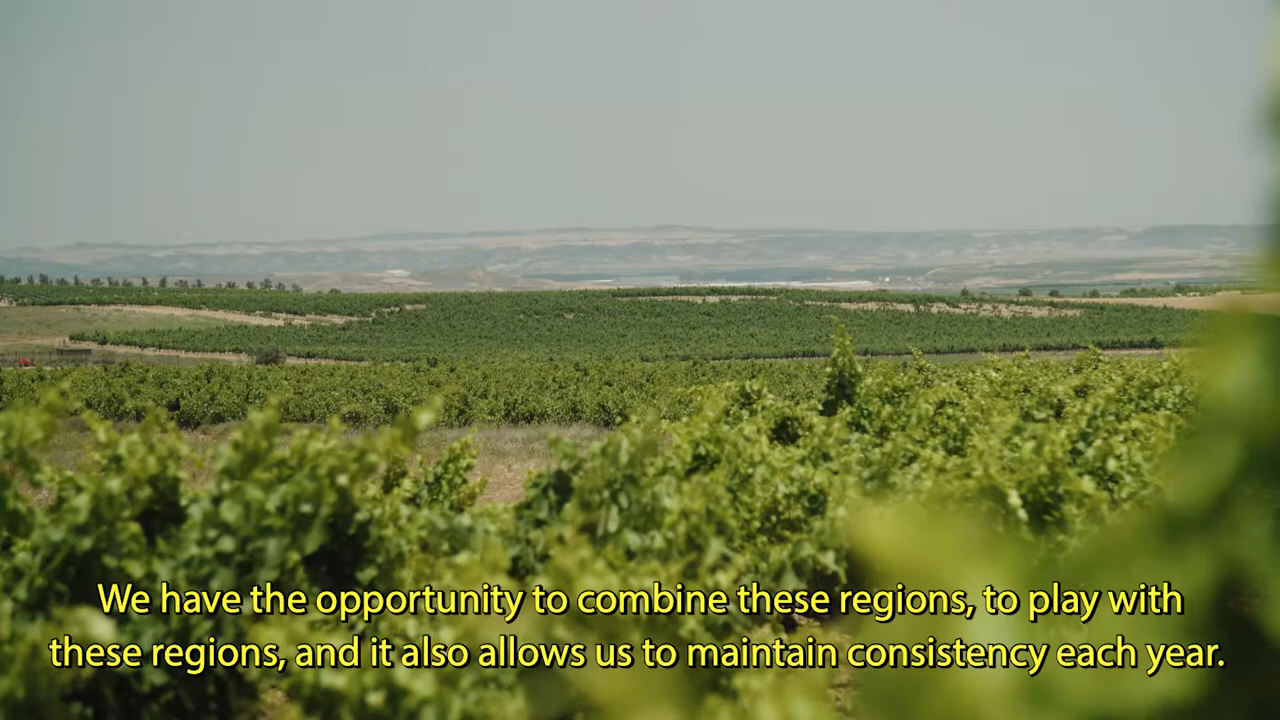 We have the opportunity to combine these regions, to play with
these regions, and it also allows us to maintain consistency each year.